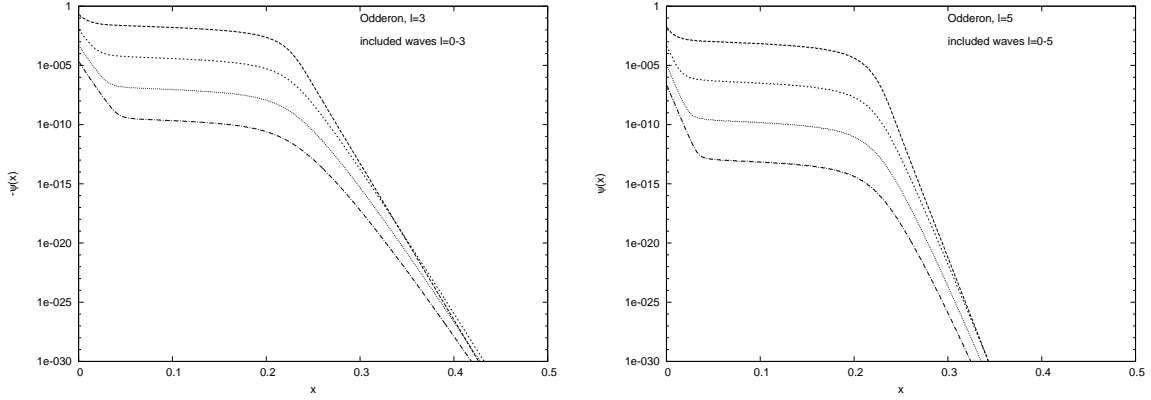 1
1e-005
1e-010
1e-015
1e-020
1e-025
1e-030
0
0.1
0.2
0.3
0.4
0.5
-ψ(x)
x
Odderon, l=3
included waves l=0-3
1
1e-005
1e-010
1e-015
1e-020
1e-025
1e-030
0
0.1
0.2
0.3
0.4
0.5
ψ(x)
x
Odderon, l=5
included waves l=0-5